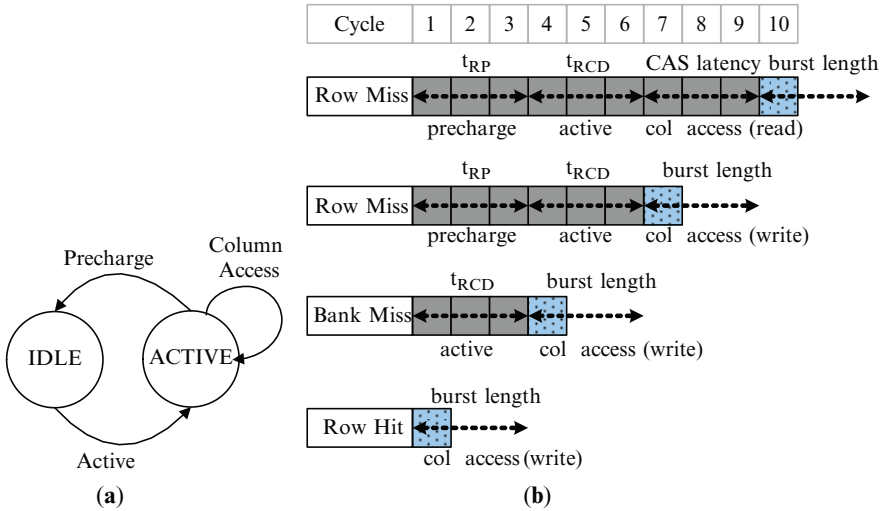 Cycle 1 2 3 4 5 6 7 8 9 10
tRP tRCD CAS latency burst length
Row Miss
precharge active col access (read)
tRP tRCD burst length
Row Miss
precharge active col access (write)
tRCD burst length
Bank Miss
active col access (write)
burst length
Row Hit
col access (write)
(b)
Precharge
Column
Access
IDLE
ACTIVE
Active
(a)